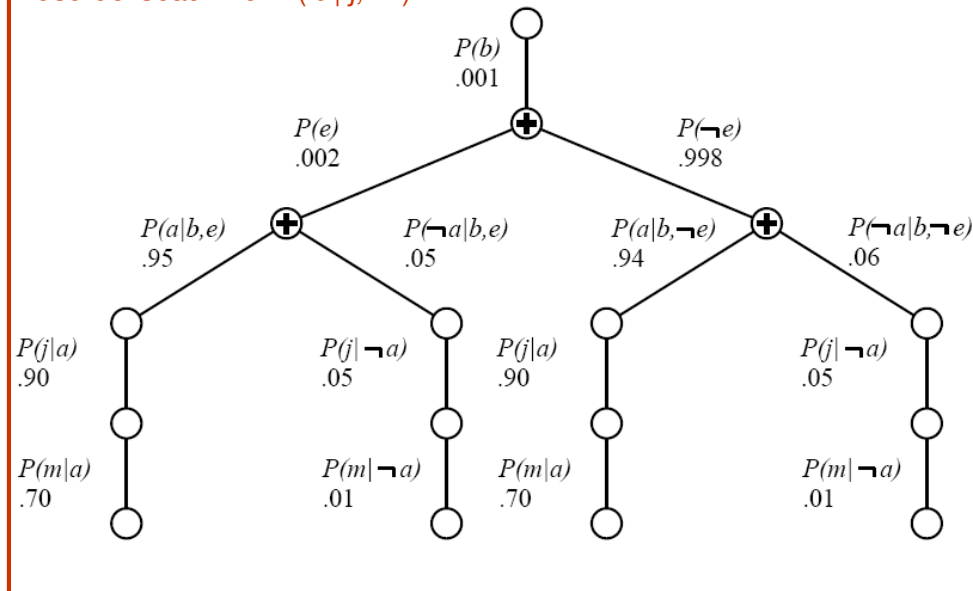 P(b)
.001
P(e)
.002
P(¬e)
.998
P(a|b,e)
.95
P(¬a|b,e)
.05
P(a|b,¬e)
.94
P(¬a|b,¬e)
.06
P(j|a)
.90
P(j|¬a)
.05
P(j|a)
.90
P(j|¬a)
.05
P(m|a)
.70
P(m|¬a)
.01
P(m|a)
.70
P(m|¬a)
.01